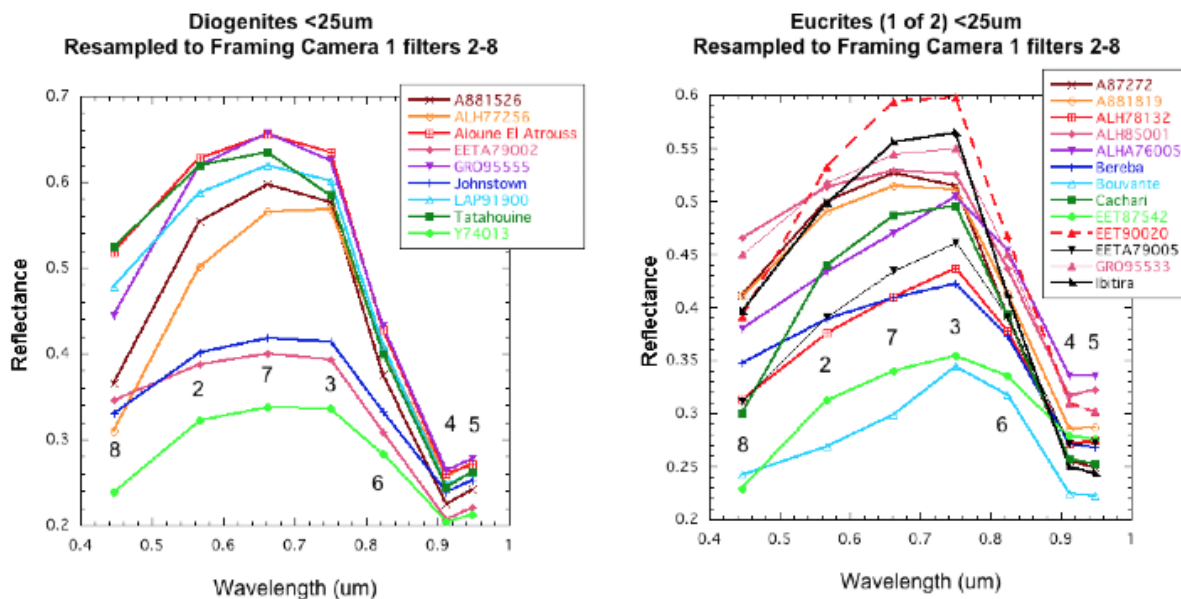 Diogenites <25um
Resampled to Framing Camera 1 filters 2-8
0.7
0.6
0.5
0.4
0.3
0.2
Reflectance
A881526
ALH77256
Aioune El Atrouss
EETA79002
GRO95555
Johnstown
LAP91900
Tatahouine
Y74013
8
2
7
3
6
4
5
0.4
0.5
0.6
0.7
0.8
0.9
1
Wavelength (um)
Eucrites (1 of 2) <25um
Resampled to Framing Camera 1 filters 2-8
0.6
0.55
0.5
0.45
0.4
0.35
0.3
0.25
0.2
Reflectance
A87272
A881819
ALH78132
ALH85001
ALHA76005
Bereba
Bouvante
Cachari
EET87542
EET90020
EETA79005
GRO95533
Ibitira
8
2
7
3
6
4
5
0.4
0.5
0.6
0.7
0.8
0.9
1
Wavelength (um)